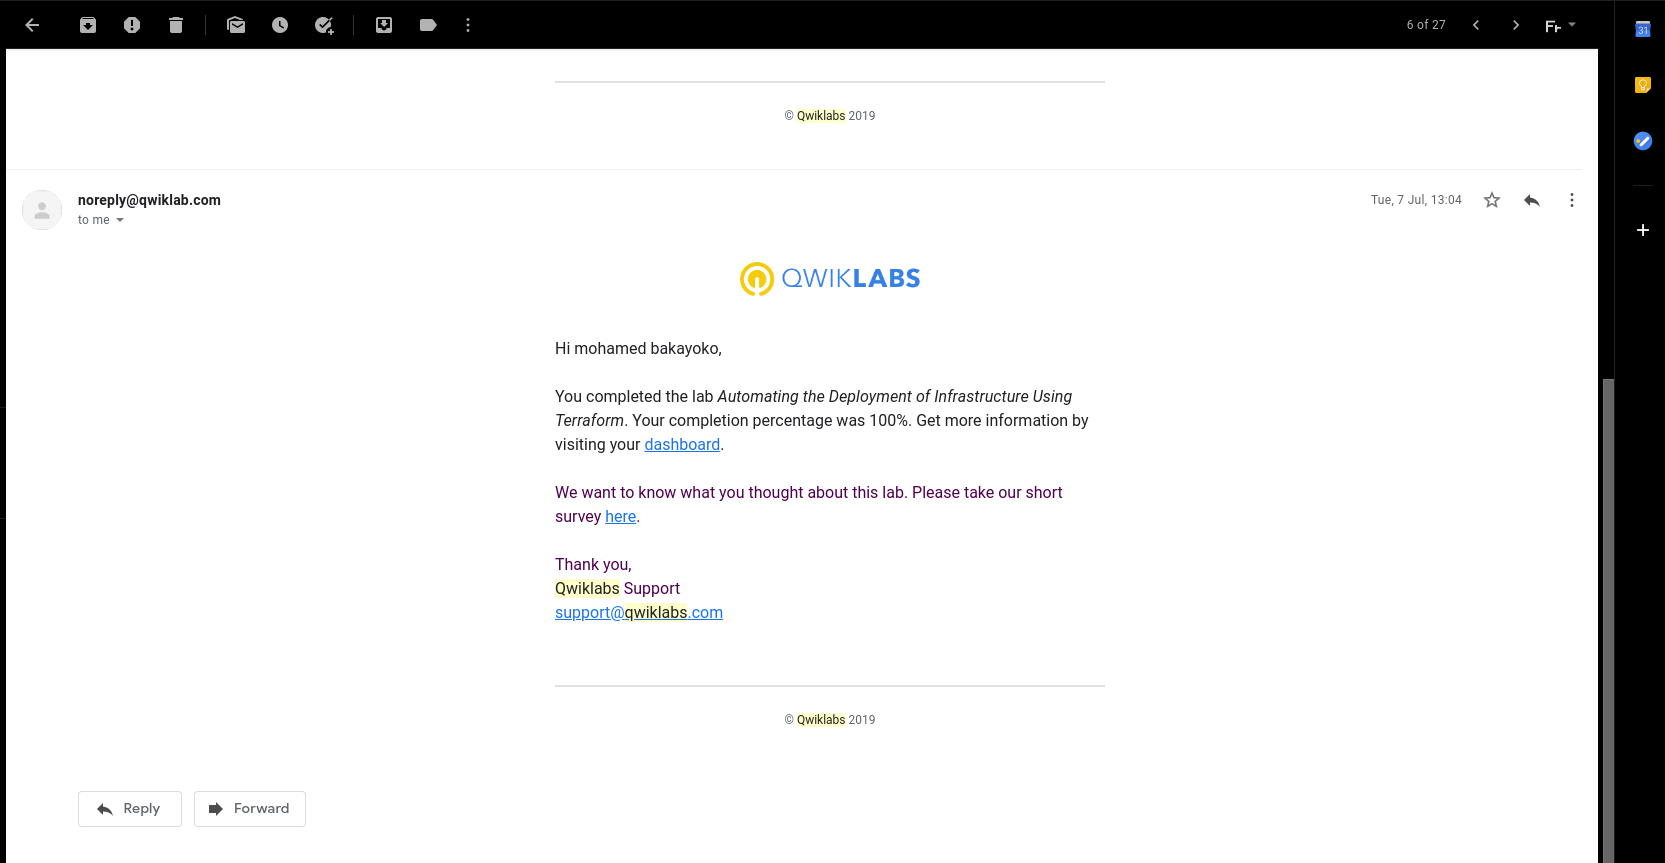 6 of 27
31
© Qwiklabs 2019
noreply@qwiklab.com
Tue, 7 Jul, 13:04
to me
QWIKLABS
Hi mohamed bakayoko,
You completed the lab Automating the Deployment of Infrastructure Using
Terraform. Your completion percentage was 100%. Get more information by
visiting your dashboard.
We want to know what you thought about this lab. Please take our short
survey here.
Thank you,
Qwiklabs Support
support@qwiklabs.com
© Qwiklabs 2019
Reply
Forward